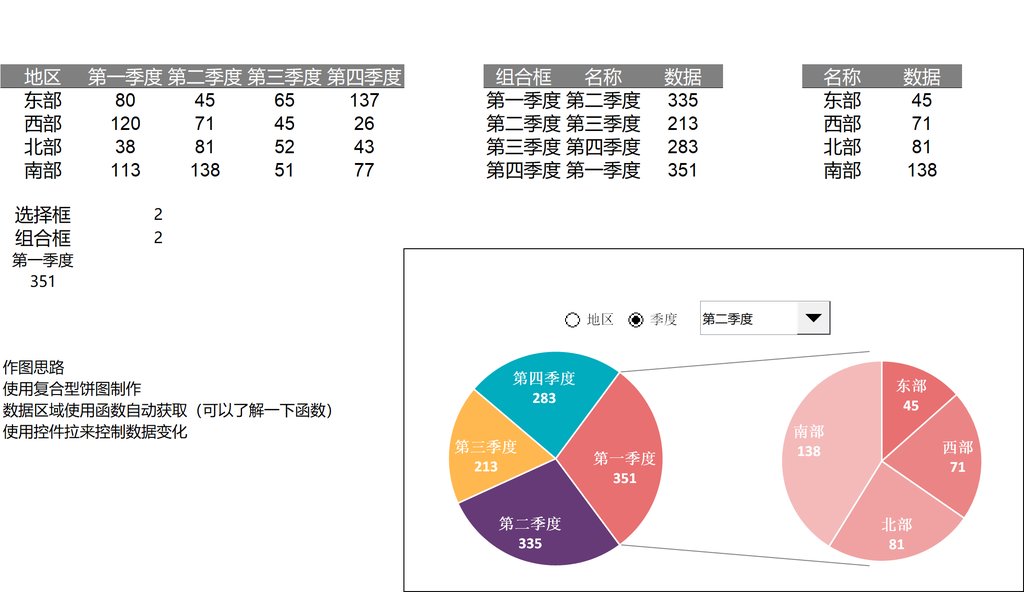 地区 第一季度 第二季度 第三季度 第四季度
东部 80 45 65 137
西部 120 71 45 26
北部 38 81 52 43
南部 113 138 51 77
组合框 名称 数据
第一季度 第二季度 335
第二季度 第三季度 213
第三季度 第四季度 283
第四季度 第一季度 351
名称 数据
东部 45
西部 71
北部 81
南部 138
选择框 2
组合框 2
第一季度
351
作图思路
使用复合型饼图制作
数据区域使用函数自动获取（可以了解一下函数）
使用控件拉来控制数据变化
地区 季度 第二季度
第四季度
283
第三季度
213
第一季度
351
第二季度
335
东部
45
南部
138
西部
71
北部
81